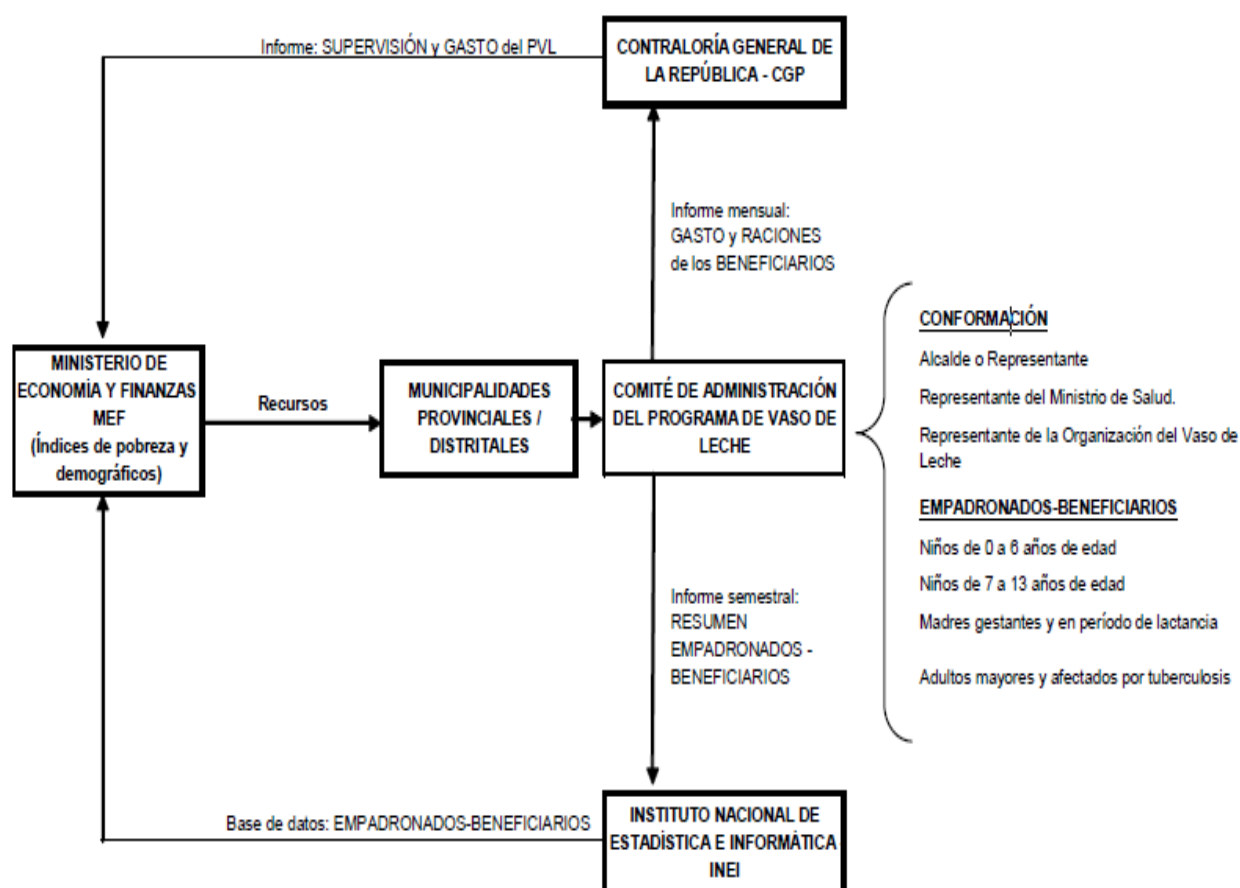 Informe: SUPERVISIÓN y GASTO del PVL
CONTRALORÍA GENERAL DE
LA REPÚBLICA - CGP
Informe mensual:
GASTO y RACIONES
de los BENEFICIARIOS
MINISTERIO DE
ECONOMÍA Y FINANZAS
MEF
(Índices de pobreza y
demográficos)
Recursos
MUNICIPALIDADES
PROVINCIALES /
DISTRITALES
COMITÉ DE ADMINISTRACIÓN
DEL PROGRAMA DE VASO DE
LECHE
CONFORMACIÓN
Alcalde o Representante
Representante del Ministro de Salud.
Representante de la Organización del Vaso de
Leche
EMPADRONADOS-BENEFICIARIOS
Niños de 0 a 6 años de edad
Niños de 7 a 13 años de edad
Madres gestantes y en período de lactancia
Adultos mayores y afectados por tuberculosis
Informe semestral:
RESUMEN
EMPADRONADOS -
BENEFICIARIOS
Base de datos: EMPADRONADOS-BENEFICIARIOS
INSTITUTO NACIONAL DE
ESTADÍSTICA E INFORMÁTICA
INEI